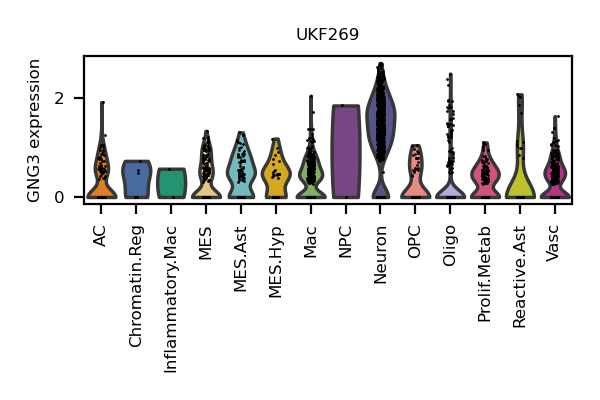 UKF269
GNG3 expression
2
0
AC
Chromatin.Reg
Inflammatory.Mac
MES
MES.Ast
MES.Hyp
Mac
NPC
Neuron
OPC
Oligo
Prolif.Metab
Reactive.Ast
Vasc